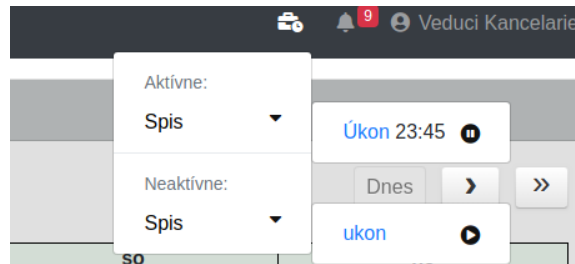 9 Veduci Kancelarie
Aktívne:
Spis
Úkon 23:45
Neaktívne:
Dnes
Spis
ukon
so